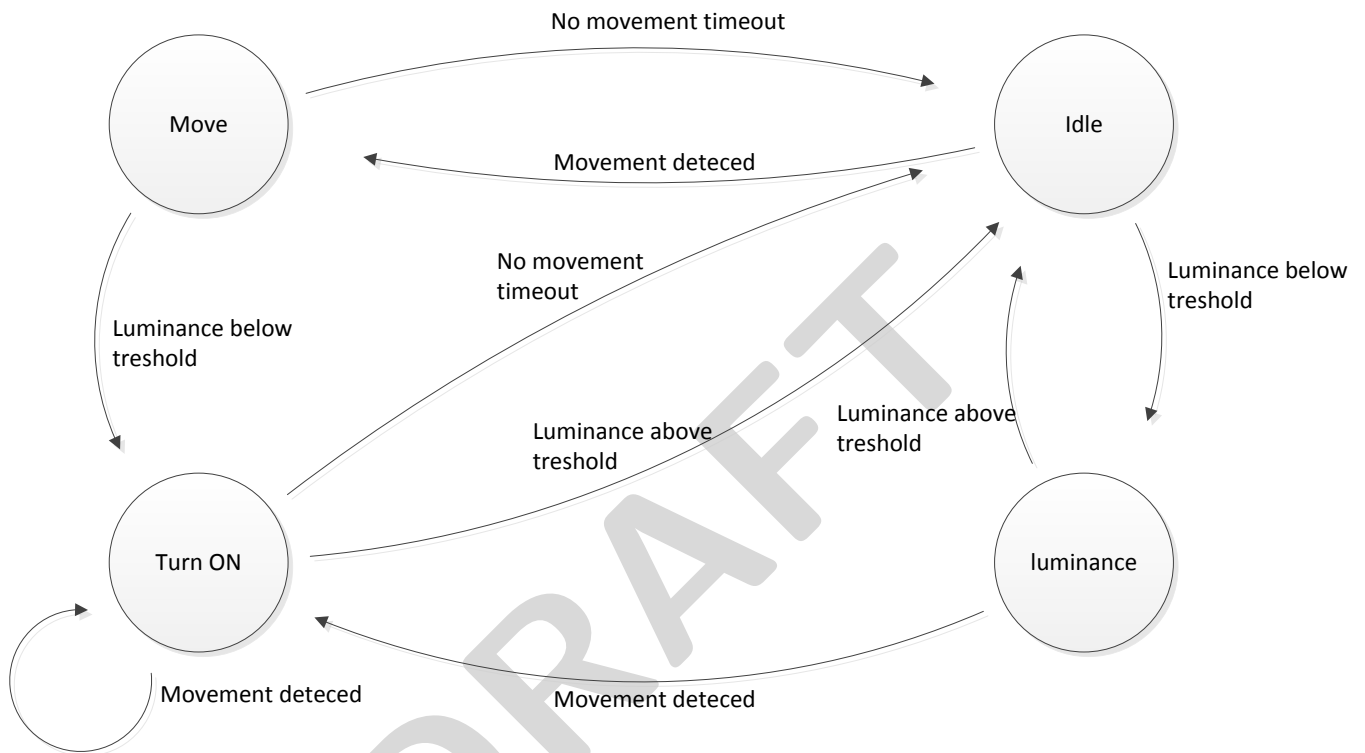 No movement timeout
Move
Idle
Movement deteced
No movement
timeout
Luminance below
treshold
Luminance below
treshold
Luminance above
treshold
Luminance above
treshold
Turn ON
luminance
Movement deteced
Movement deteced
DRAFT